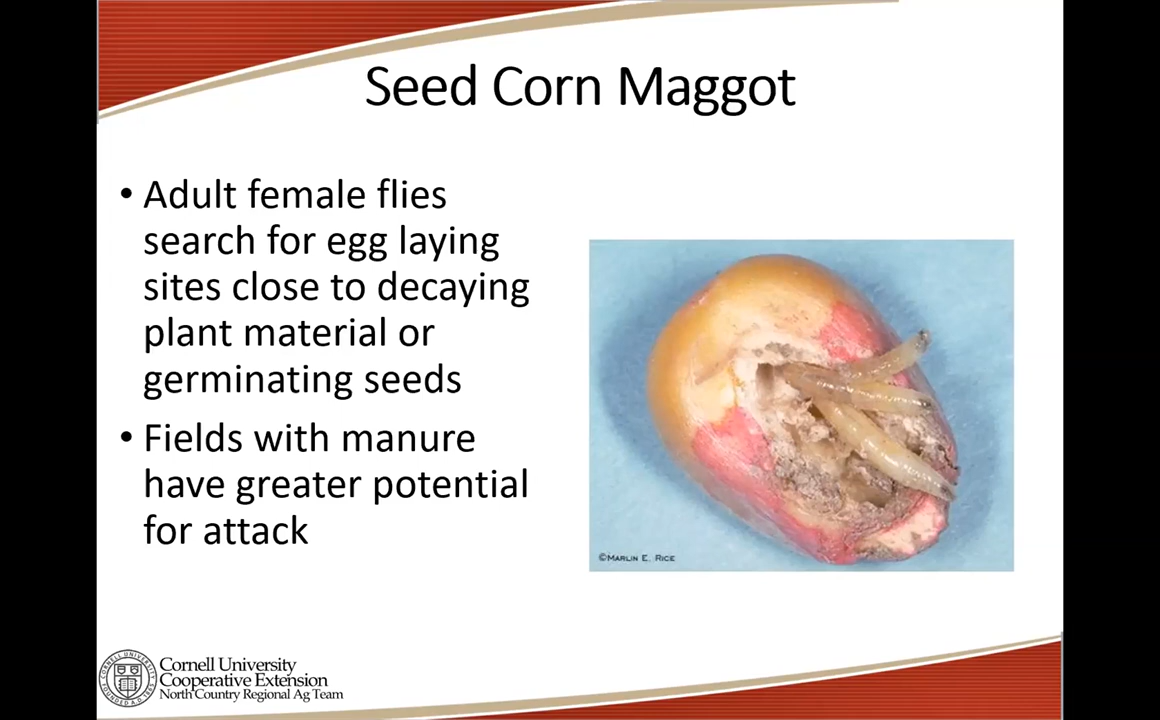 Seed Corn Maggot
• Adult female flies
search for egg laying
sites close to decaying
plant material or
germinating seeds
• Fields with manure
have greater potential
for attack
©MARLIN E. RICE
Cornell University
Cooperative Extension
North Country Regional Ag Team